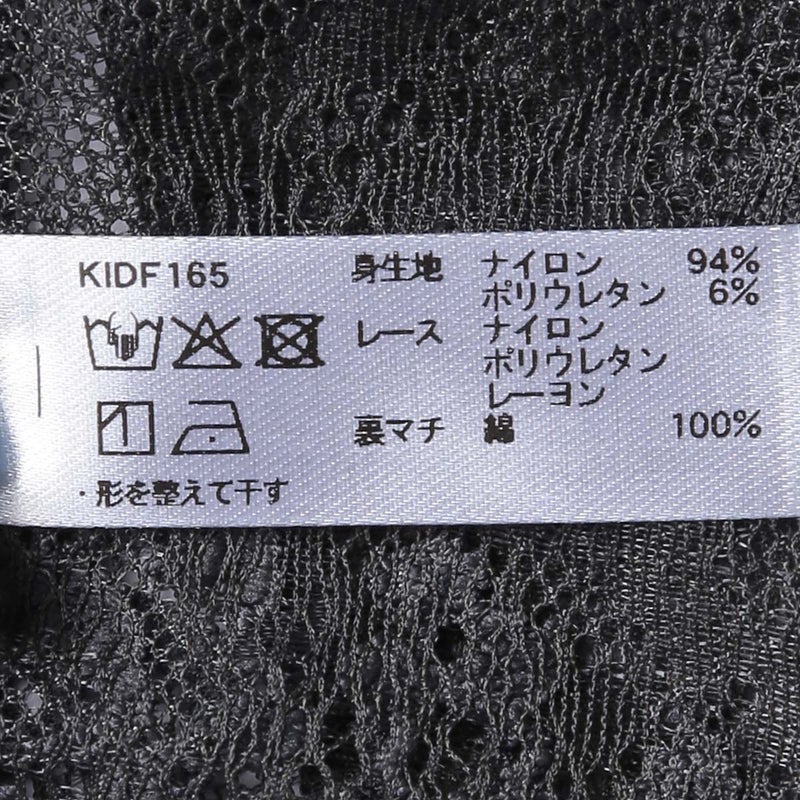 KIDF165
身生地 ナイロン 94%
ポリウレタン 6%
レース ナイロン
ポリウレタン
レーヨン
裏マチ 綿 100%
・形を整えて干す